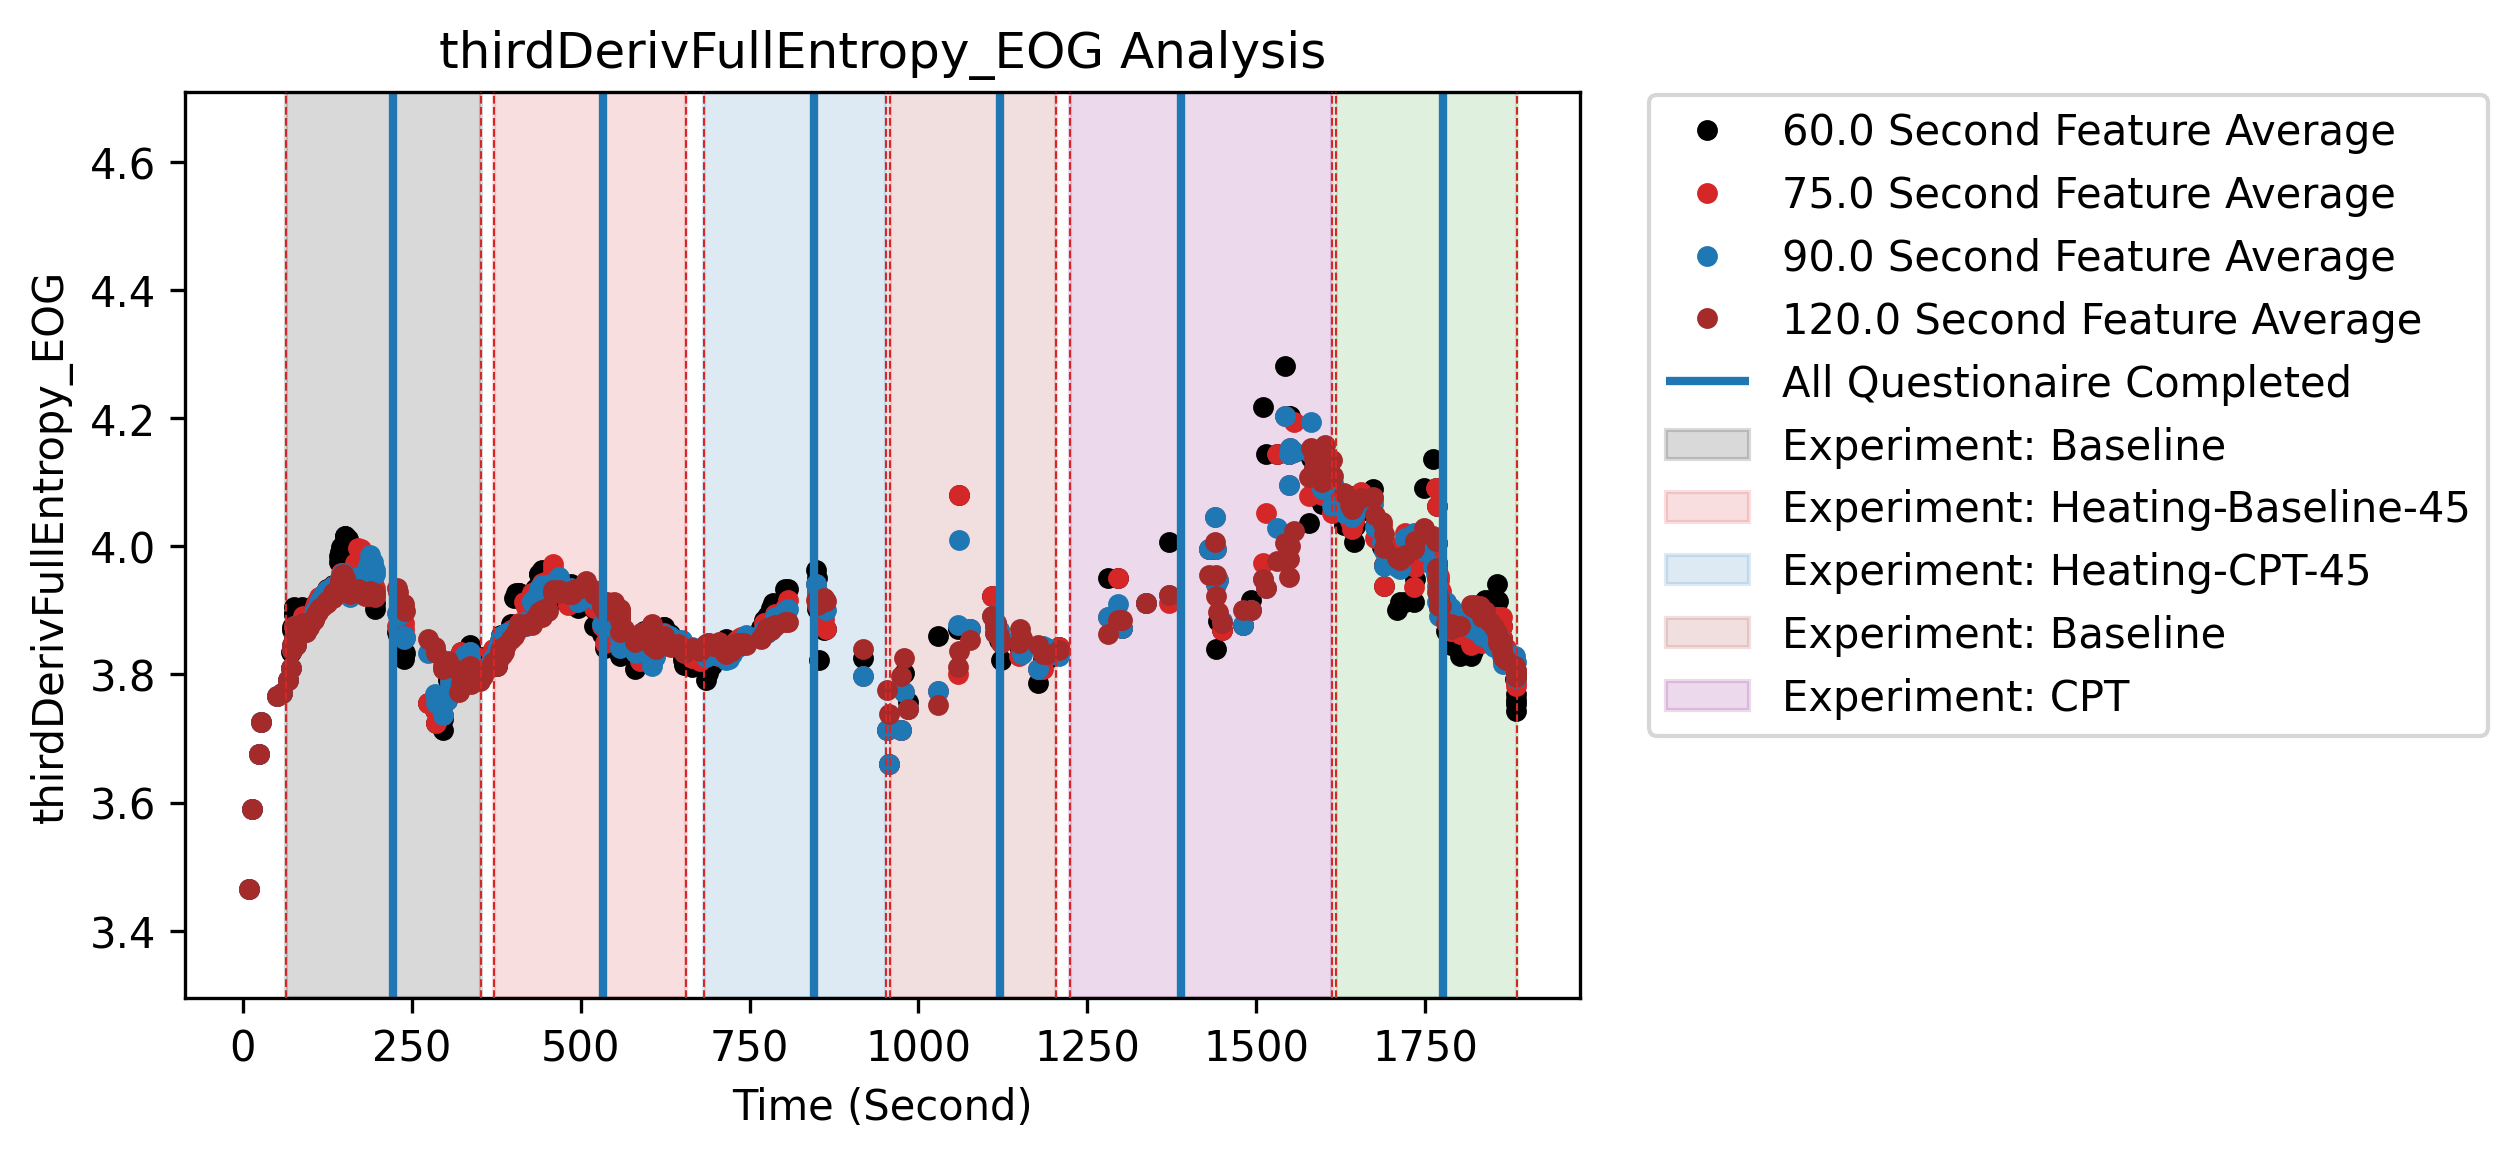 thirdDerivFullEntropy_EOG Analysis
thirdDerivFullEntropy_EOG
4.6
4.4
4.2
4.0
3.8
3.6
3.4
0 250 500 750 1000 1250 1500 1750
Time (Second)
60.0 Second Feature Average
75.0 Second Feature Average
90.0 Second Feature Average
120.0 Second Feature Average
All Questionaire Completed
Experiment: Baseline
Experiment: Heating-Baseline-45
Experiment: Heating-CPT-45
Experiment: Baseline
Experiment: CPT